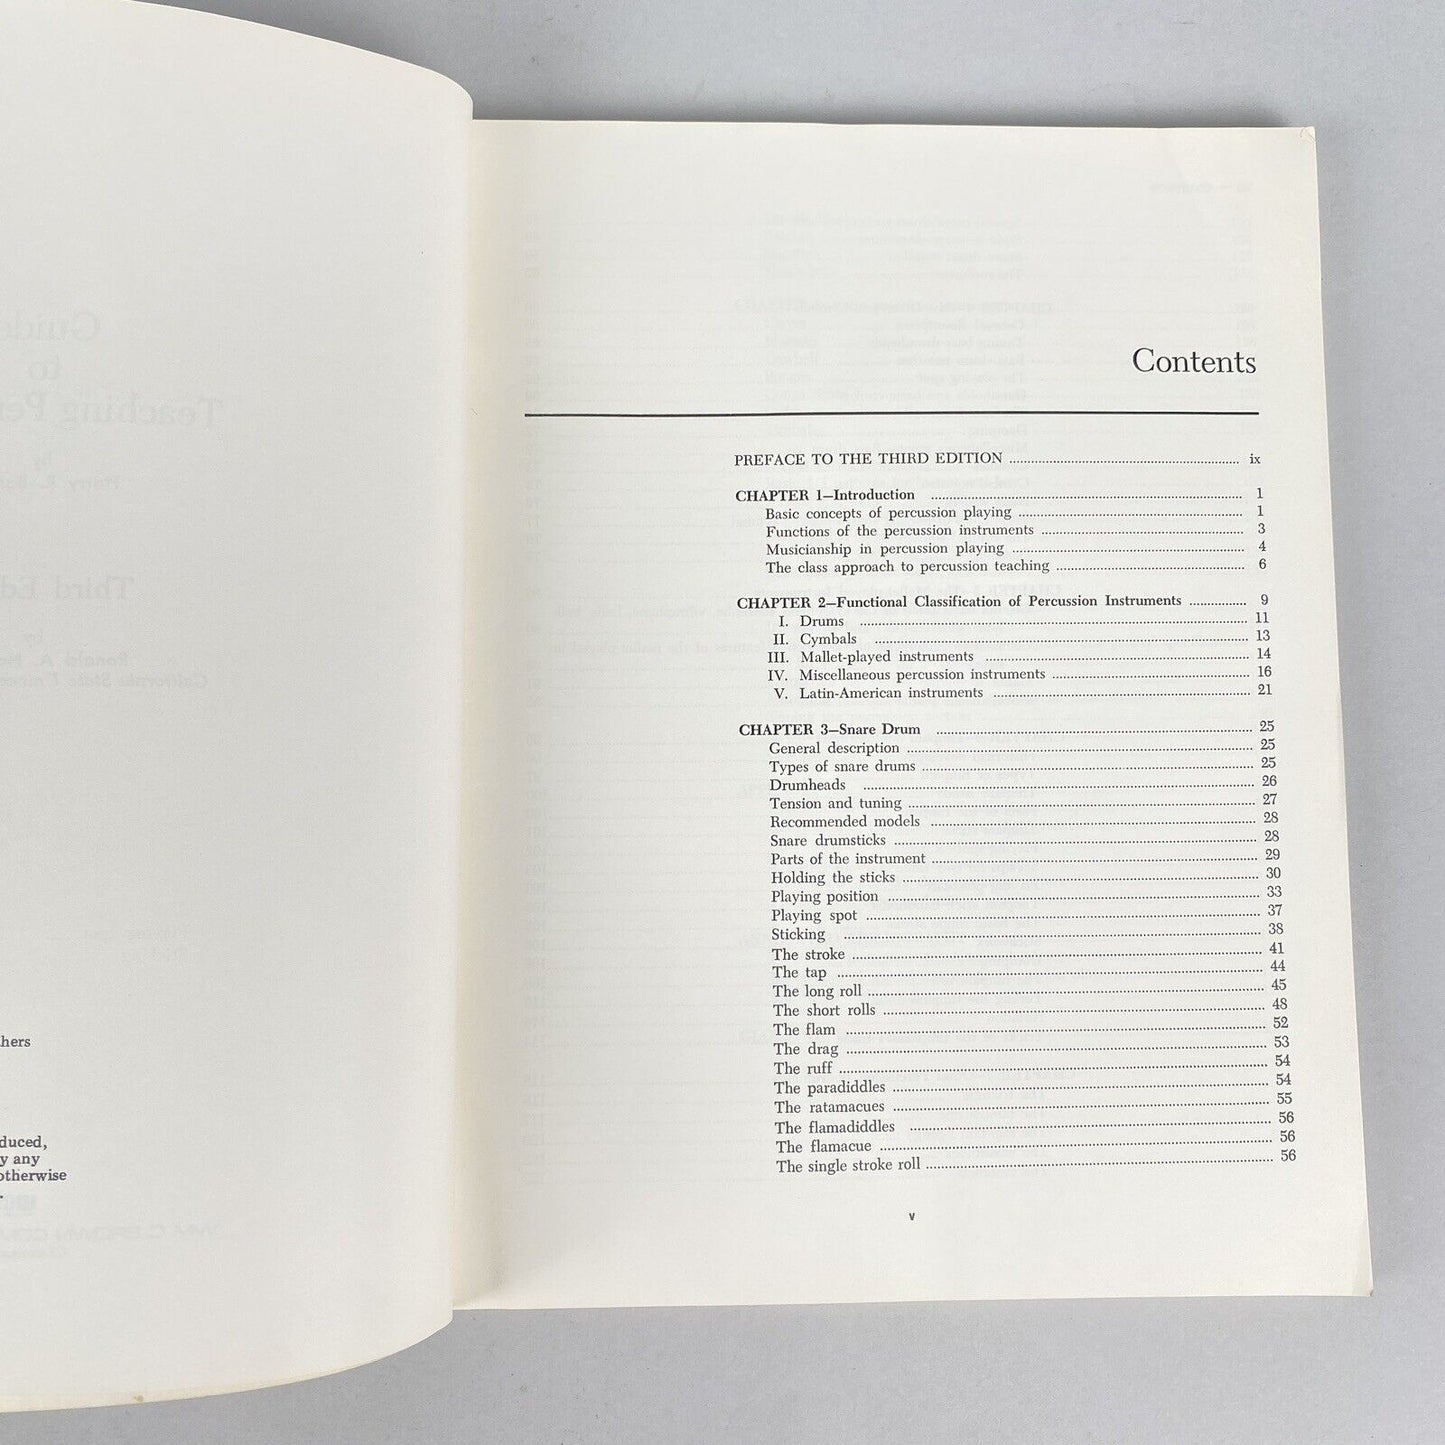 hers
duced,
y any
otherwise
.
Contents
PREFACE TO THE THIRD EDITION ........ ix
CHAPTER 1—Introduction ........ 1
Basic concepts of percussion playing ........ 1
Functions of the percussion instruments ........ 3
Musicianship in percussion playing ........ 4
The class approach to percussion teaching ........ 6
CHAPTER 2—Functional Classification of Percussion Instruments ........ 9
I. Drums ........ 11
II. Cymbals ........ 13
III. Mallet-played instruments ........ 14
IV. Miscellaneous percussion instruments ........ 16
V. Latin-American instruments ........ 21
CHAPTER 3—Snare Drum ........ 25
General description ........ 25
Types of snare drums ........ 25
Drumheads ........ 26
Tension and tuning ........ 27
Recommended models ........ 28
Snare drumsticks ........ 28
Parts of the instrument ........ 29
Holding the sticks ........ 30
Playing position ........ 33
Playing spot ........ 37
Sticking ........ 38
The stroke ........ 41
The tap ........ 44
The long roll ........ 45
The short rolls ........ 48
The flam ........ 52
The drag ........ 53
The ruff ........ 54
The paradiddles ........ 54
The ratamacues ........ 55
The flamadiddles ........ 56
The flamacue ........ 56
The single stroke roll ........ 56
v